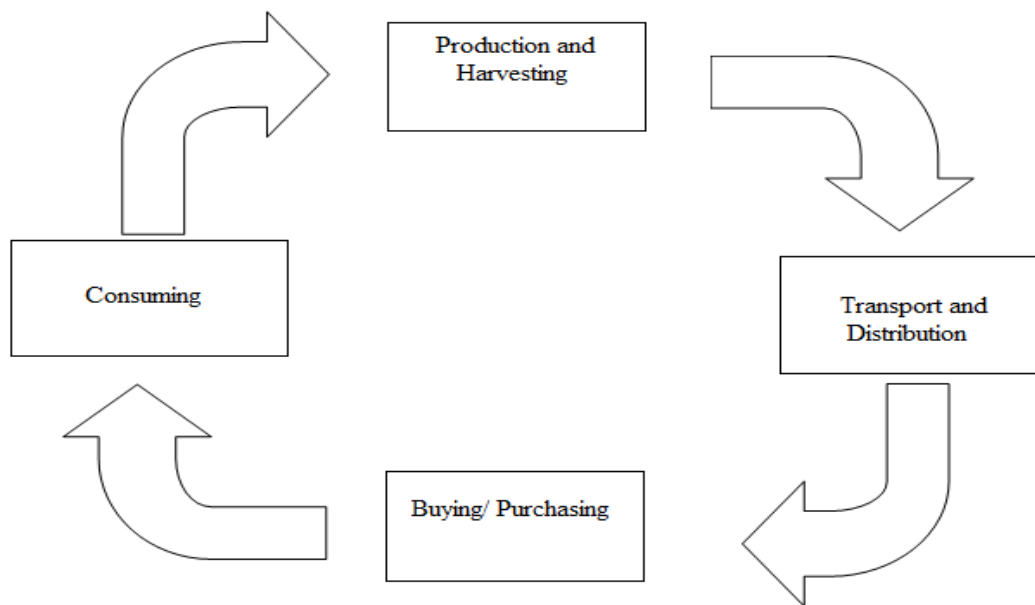 Production and
Harvesting
Consuming
Transport and
Distribution
Buying/ Purchasing